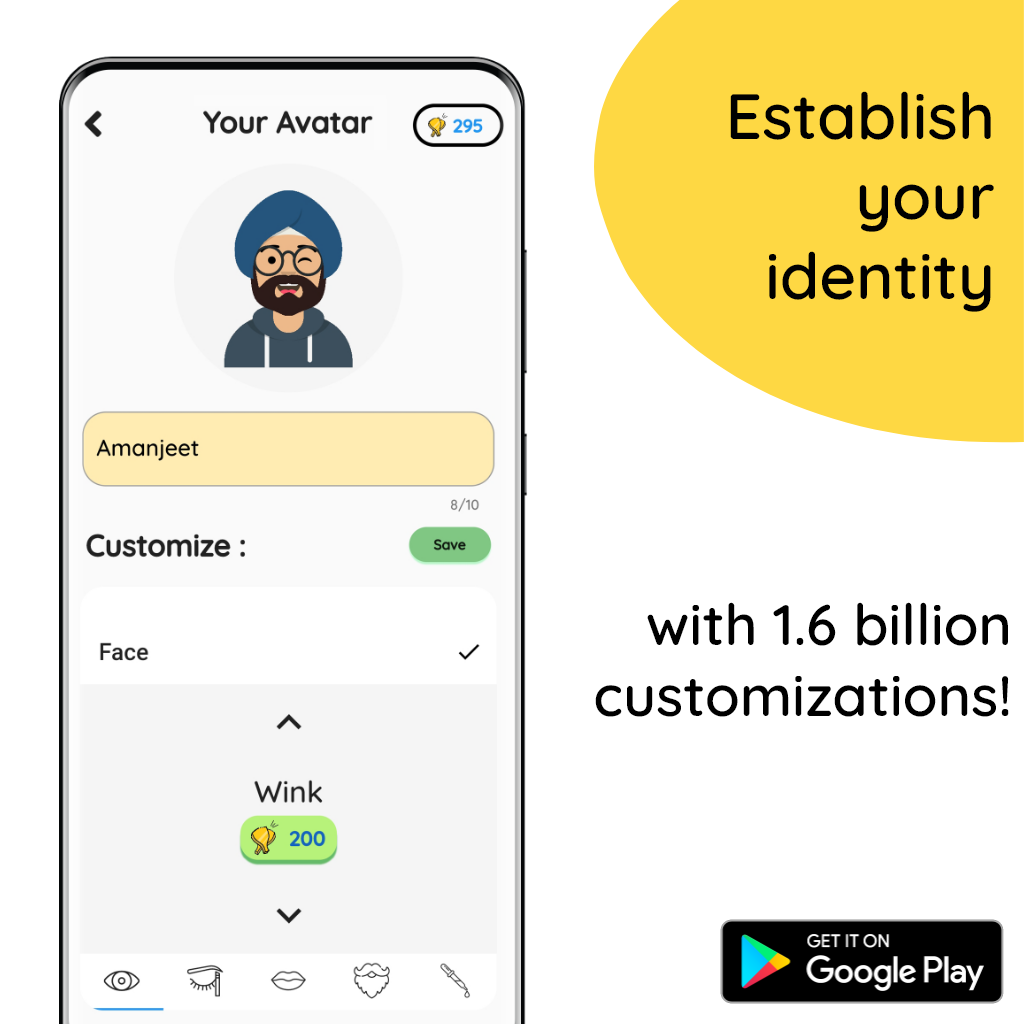 Your Avatar
295
Amanjeet
8/10
Customize :
Save
Face
Wink
200
Establish
your
identity
with 1.6 billion
customizations!
GET IT ON
Google Play